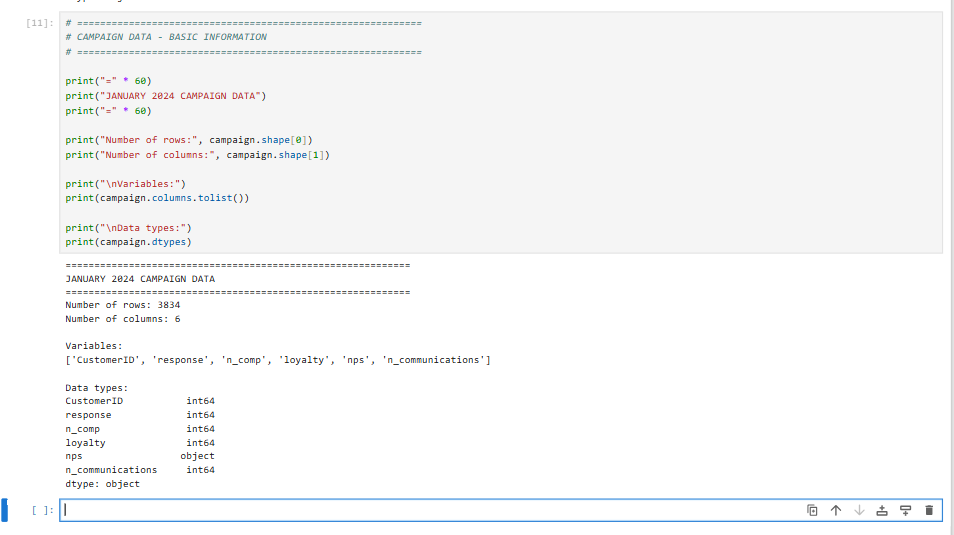 [11]:
# ============================================================
# CAMPAIGN DATA - BASIC INFORMATION
# ============================================================
print("=" * 60)
print("JANUARY 2024 CAMPAIGN DATA")
print("=" * 60)
print("Number of rows:", campaign.shape[0])
print("Number of columns:", campaign.shape[1])
print("\nVariables:")
print(campaign.columns.tolist())
print("\nData types:")
print(campaign.dtypes)
============================================================
JANUARY 2024 CAMPAIGN DATA
============================================================
Number of rows: 3834
Number of columns: 6
Variables:
['CustomerID', 'response', 'n_comp', 'loyalty', 'nps', 'n_communications']
Data types:
CustomerID           int64
response             int64
n_comp               int64
loyalty              int64
nps                 object
n_communications     int64
dtype: object
[ ]: